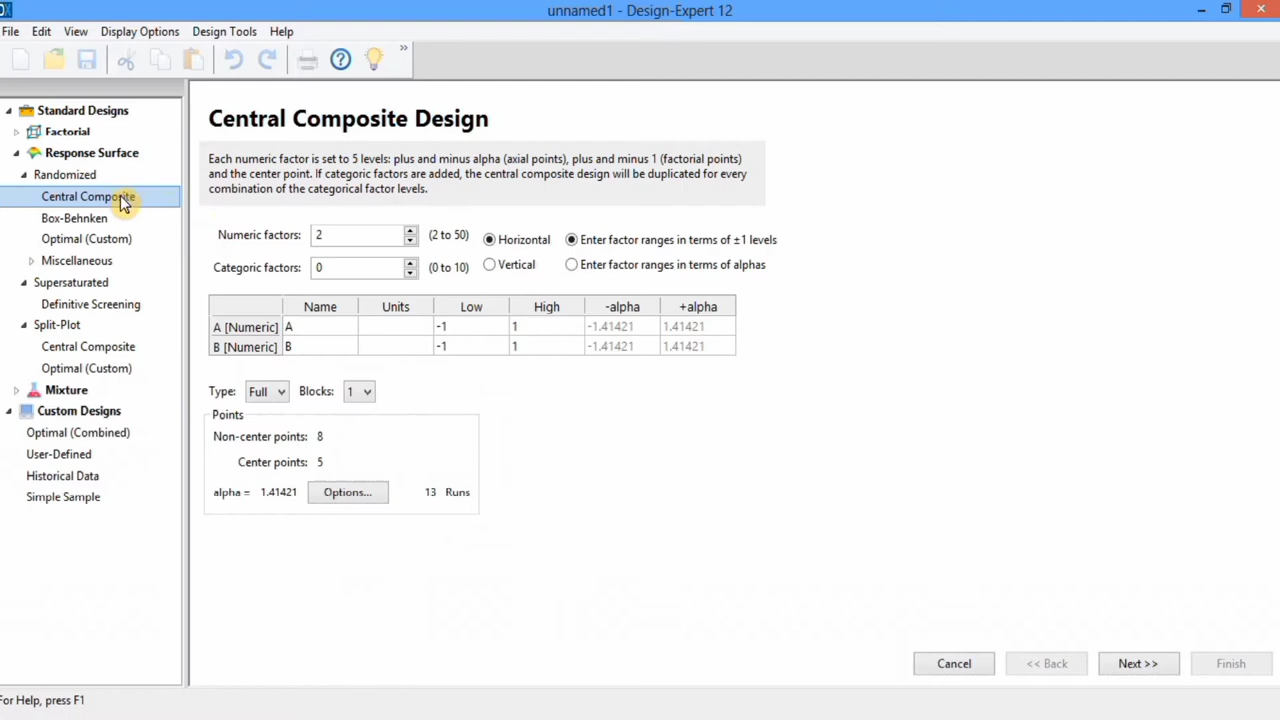 unnamed1 - Design-Expert 12
File Edit View Display Options Design Tools Help
»
Standard Designs
Factorial
Response Surface
Randomized
Central Composite
Box-Behnken
Optimal (Custom)
Miscellaneous
Supersaturated
Definitive Screening
Split-Plot
Central Composite
Optimal (Custom)
Mixture
Custom Designs
Optimal (Combined)
User-Defined
Historical Data
Simple Sample
Central Composite Design
Each numeric factor is set to 5 levels: plus and minus alpha (axial points), plus and minus 1 (factorial points)
and the center point. If categoric factors are added, the central composite design will be duplicated for every
combination of the categorical factor levels.
Numeric factors: 2 (2 to 50) Horizontal Enter factor ranges in terms of ±1 levels
Categoric factors: 0 (0 to 10) Vertical Enter factor ranges in terms of alphas
Name Units Low High -alpha +alpha
A [Numeric] A -1 1 -1.41421 1.41421
B [Numeric] B -1 1 -1.41421 1.41421
Type: Full Blocks: 1
Points
Non-center points: 8
Center points: 5
alpha = 1.41421 Options... 13 Runs
Cancel << Back Next >> Finish
For Help, press F1